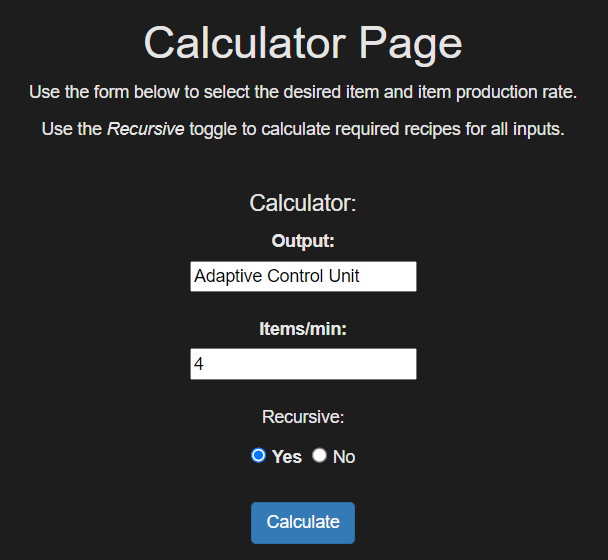 Calculator Page
Use the form below to select the desired item and item production rate.
Use the Recursive toggle to calculate required recipes for all inputs.
Calculator:
Output:
Adaptive Control Unit
Items/min:
4
Recursive:
Yes No
Calculate